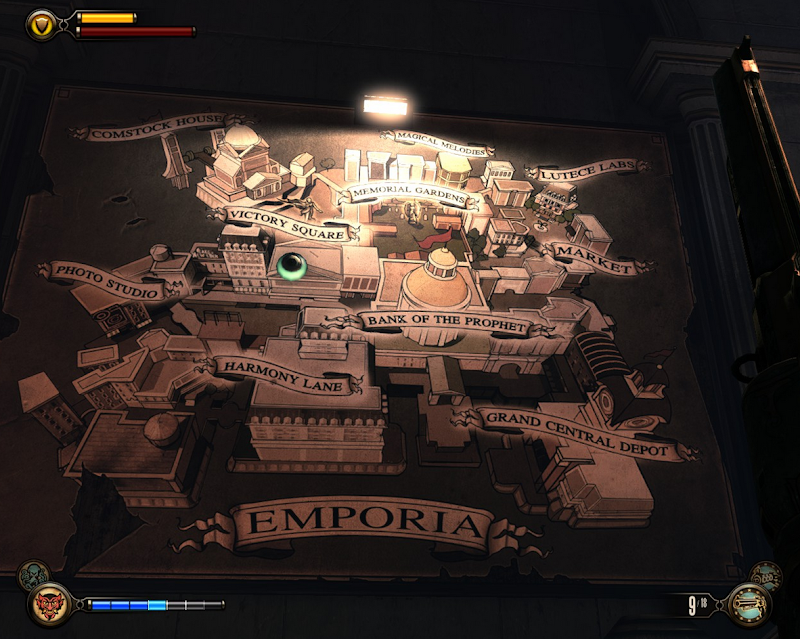 COMSTOCK HOUSE
MAGICAL MELODIES
LUTECE LABS
MEMORIAL GARDENS
VICTORY SQUARE
MARKET
PHOTO STUDIO
BANK OF THE PROPHET
HARMONY LANE
GRAND CENTRAL DEPOT
EMPORIA
9/18